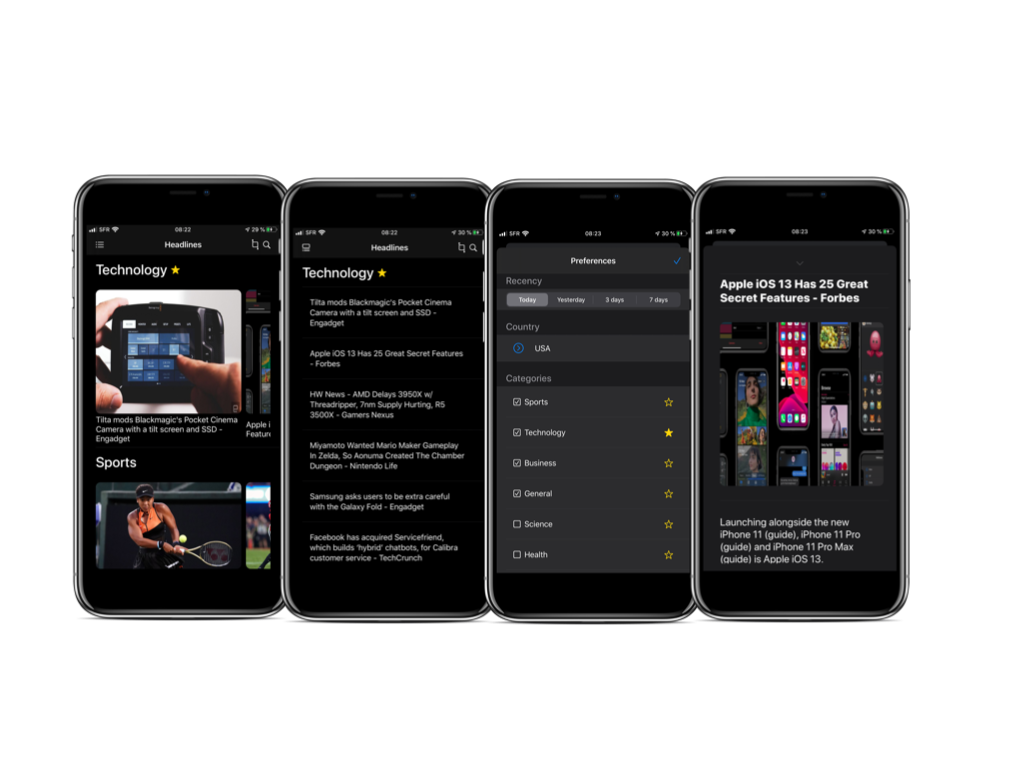 SFR 08:22 29 %
Headlines
Technology
Tilta mods Blackmagic's Pocket Cinema
Camera with a tilt screen and SSD -
Engadget
Apple i
Feature
Sports
SFR 08:22 30 %
Headlines
Technology
Tilta mods Blackmagic's Pocket Cinema
Camera with a tilt screen and SSD -
Engadget
Apple iOS 13 Has 25 Great Secret Features
- Forbes
HW News - AMD Delays 3950X w/
Threadripper, 7nm Supply Hurting, R5
3500X - Gamers Nexus
Miyamoto Wanted Mario Maker Gameplay
In Zelda, So Aonuma Created The Chamber
Dungeon - Nintendo Life
Samsung asks users to be extra careful
with the Galaxy Fold - Engadget
Facebook has acquired Servicefriend,
which builds 'hybrid' chatbots, for Calibra
customer service - TechCrunch
SFR 08:23 30 %
Preferences
Recency
Today Yesterday 3 days 7 days
Country
USA
Categories
Sports
Technology
Business
General
Science
Health
SFR 08:23 30 %
Apple iOS 13 Has 25 Great
Secret Features - Forbes
Launching alongside the new
iPhone 11 (guide), iPhone 11 Pro
(guide) and iPhone 11 Pro Max
(guide) is Apple iOS 13.